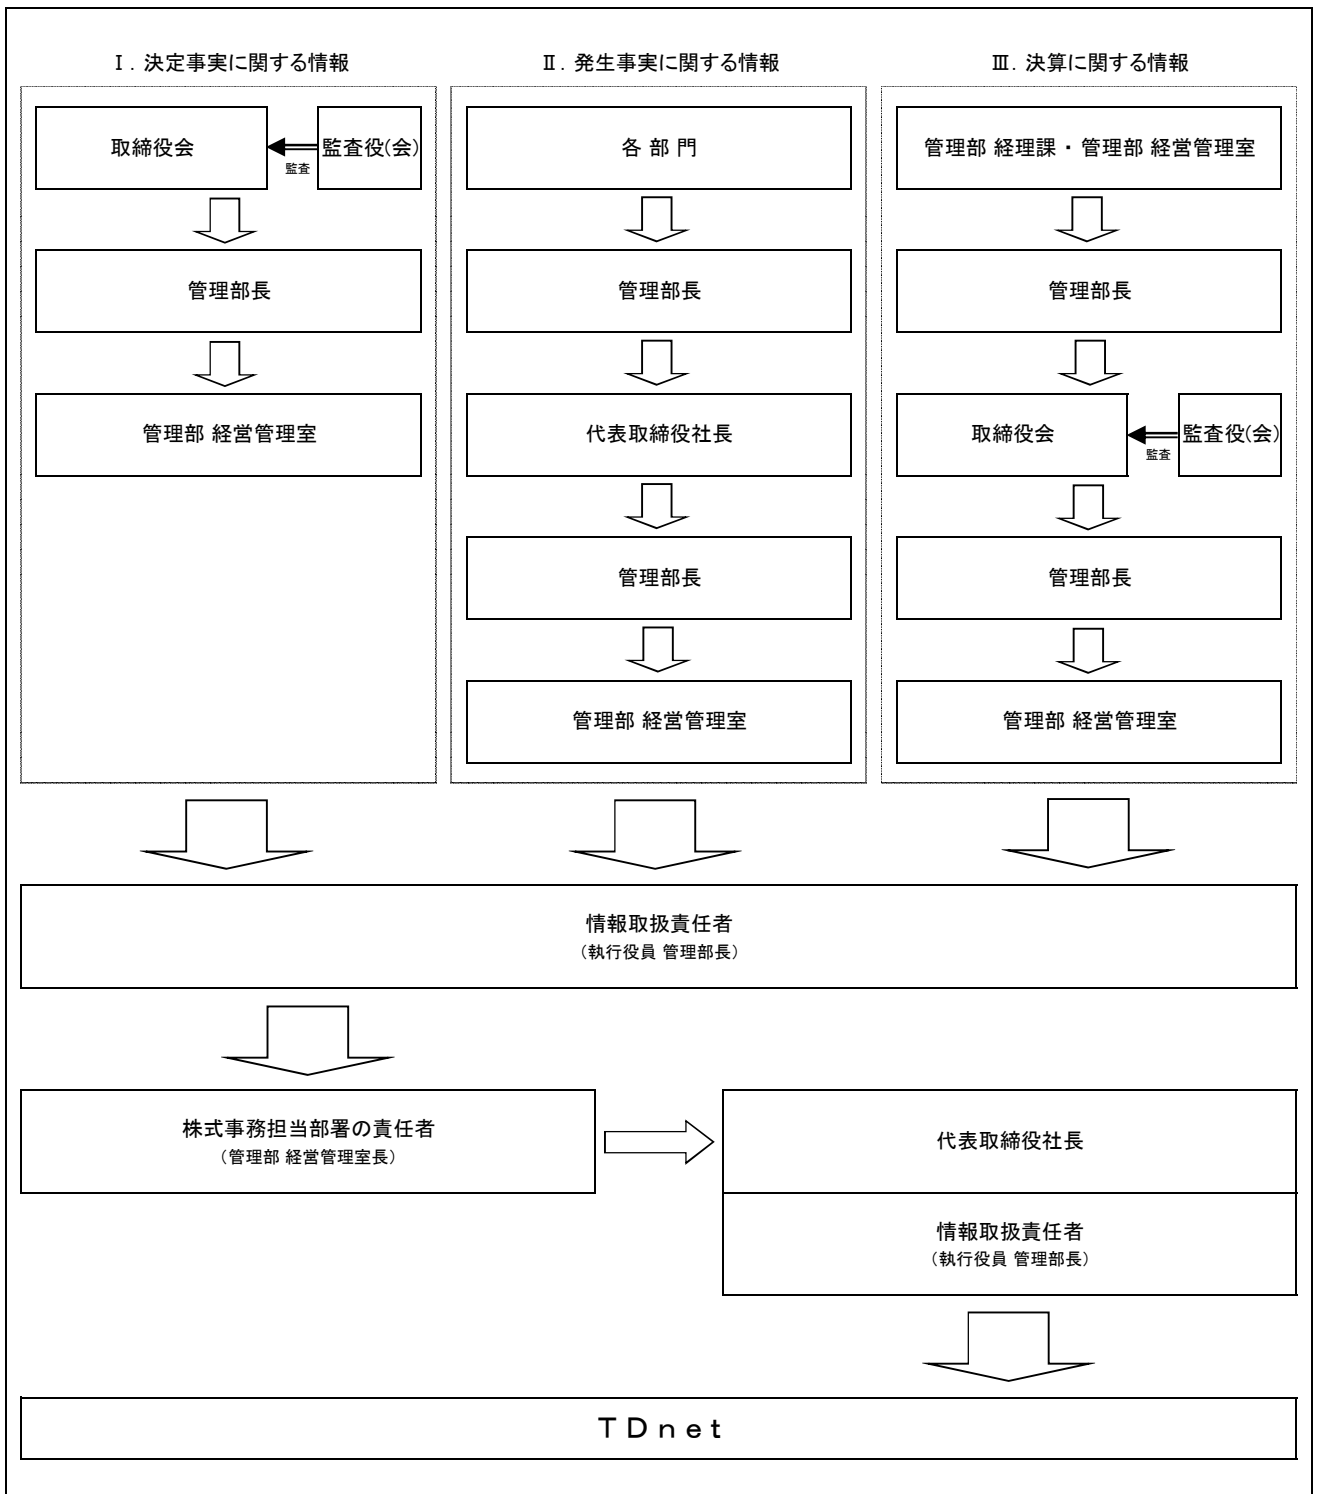 Ⅰ．決定事実に関する情報
取締役会
監査
監査役(会)
管理部長
管理部 経営管理室
Ⅱ．発生事実に関する情報
各 部 門
管理部長
代表取締役社長
管理部長
管理部 経営管理室
Ⅲ．決算に関する情報
管理部 経理課・管理部 経営管理室
管理部長
取締役会
監査
監査役(会)
管理部長
管理部 経営管理室
情報取扱責任者
（執行役員 管理部長）
株式事務担当部署の責任者
（管理部 経営管理室長）
代表取締役社長
情報取扱責任者
（執行役員 管理部長）
ＴＤｎｅｔ